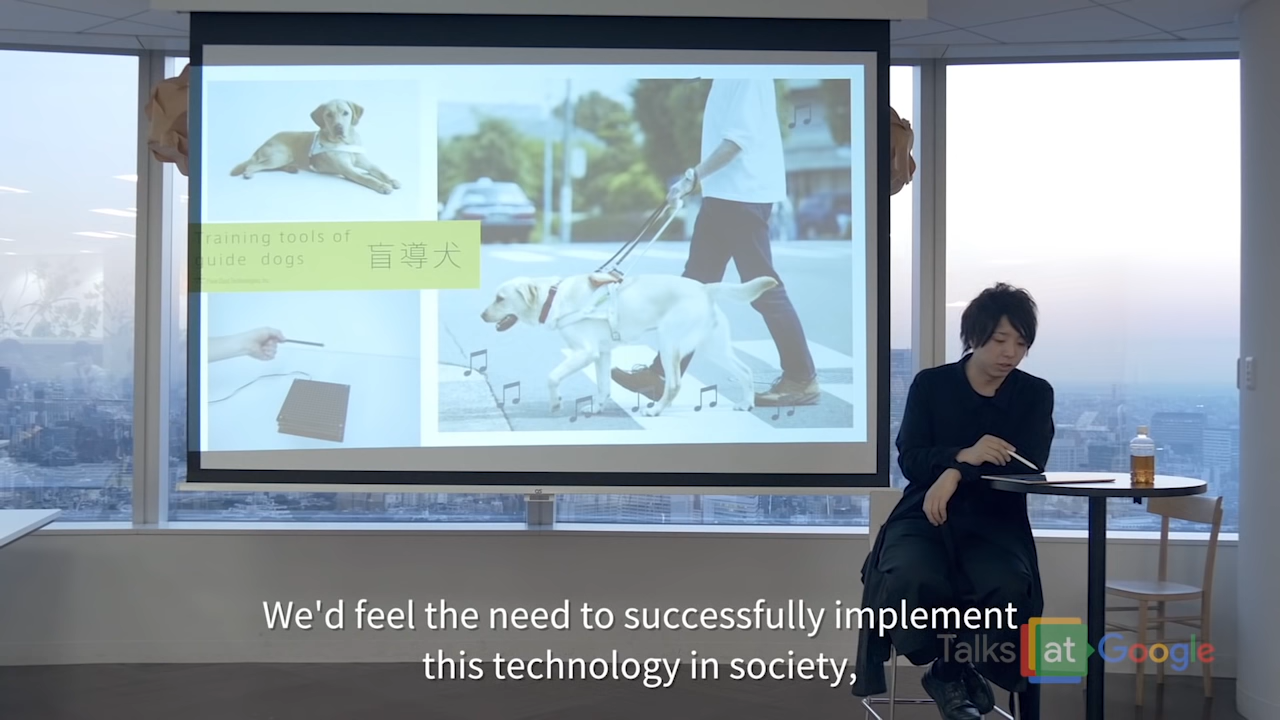 Training tools of
guide dogs
盲導犬
We'd feel the need to successfully implement
this technology in society,
Talks at Google